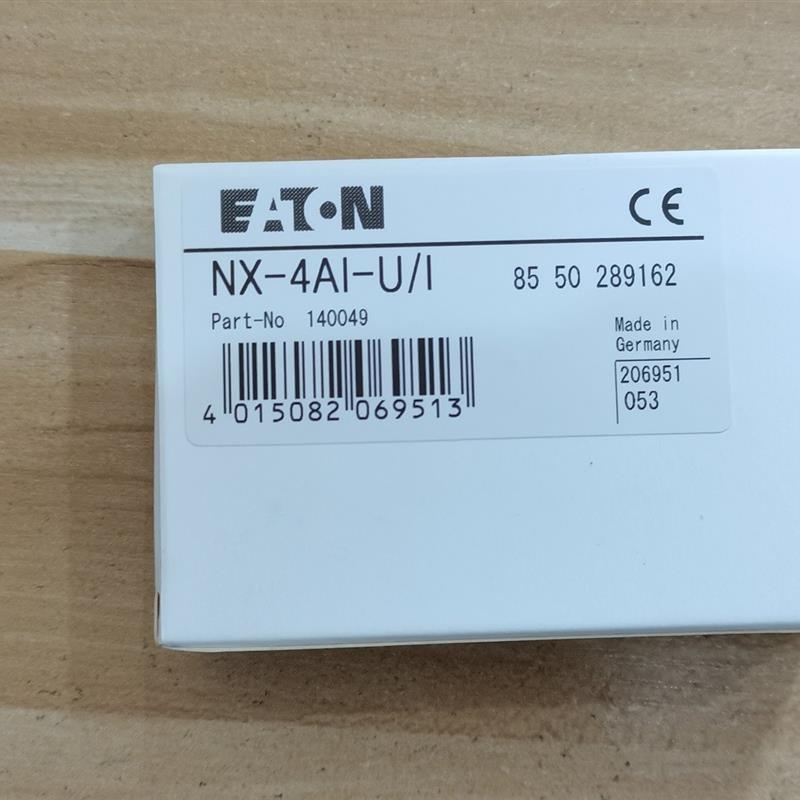 EATON
CE
NX-4AI-U/I 85 50 289162
Part-No 140049
Made in
Germany
206951
053
4 015082 069513